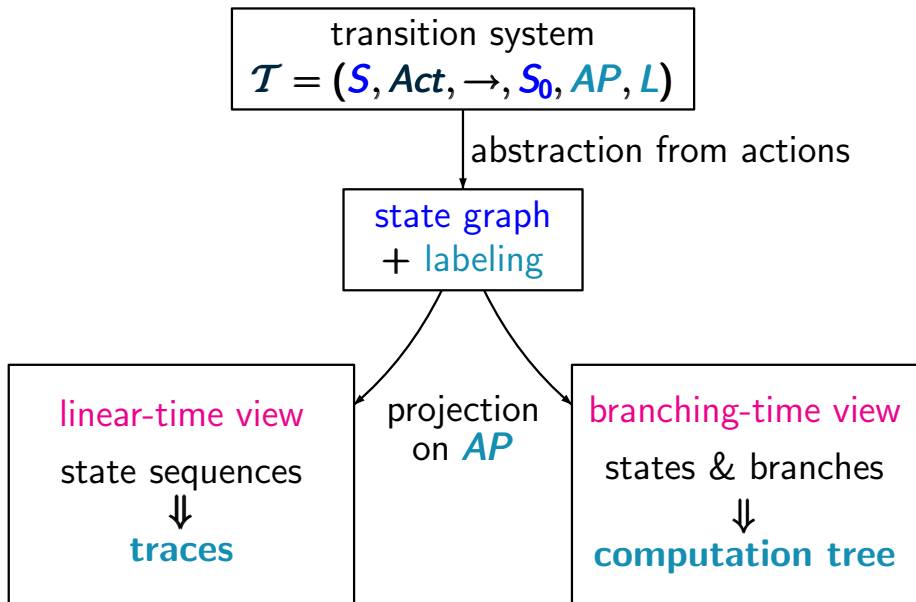 transition system
𝒯 = (S, Act, →, S₀, AP, L)
abstraction from actions
state graph
+ labeling
linear-time view
state sequences
⇓
traces
projection
on AP
branching-time view
states & branches
⇓
computation tree